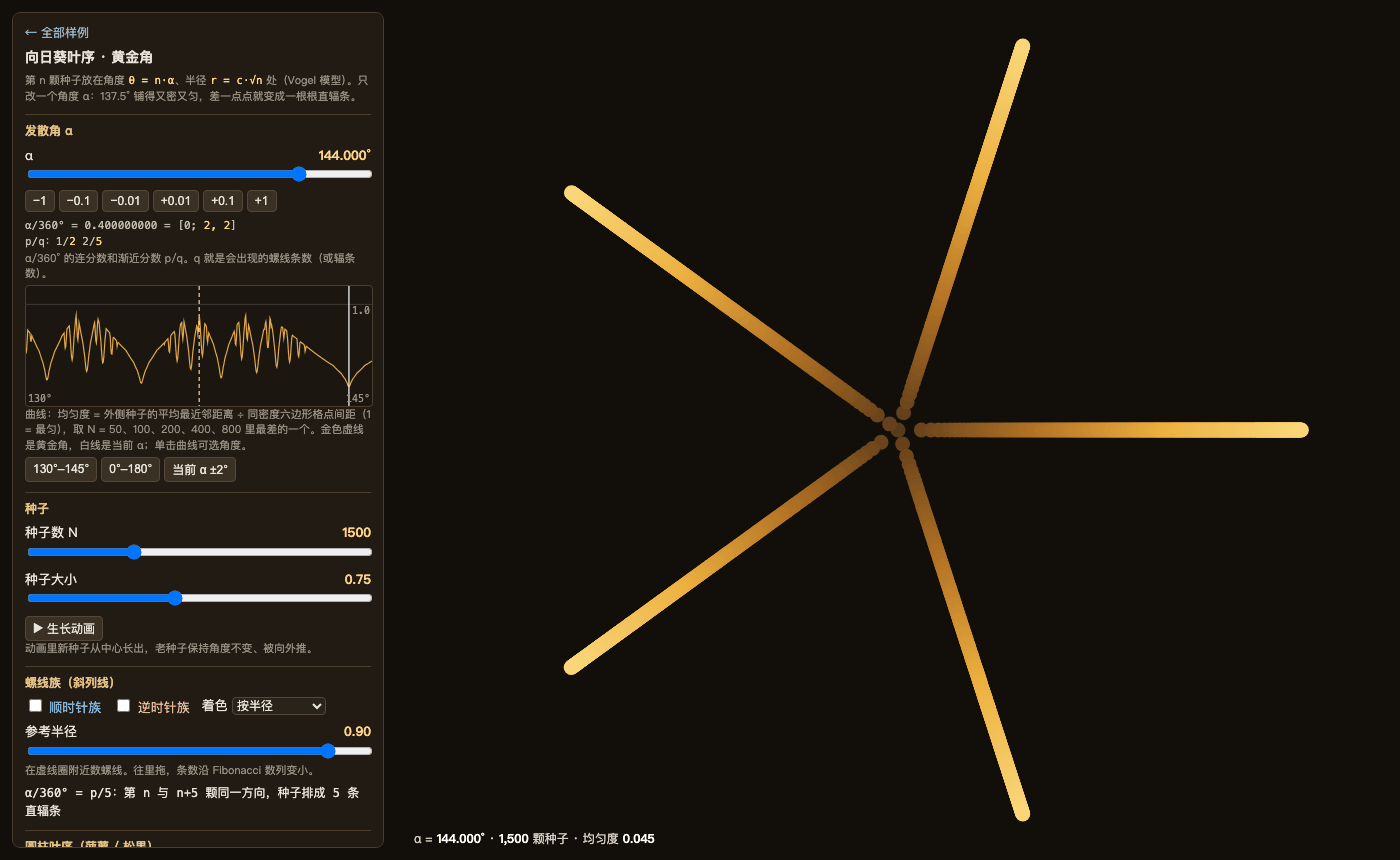 ← 全部样例
向日葵叶序 · 黄金角
第 n 颗种子放在角度 θ = n·α、半径 r = c·√n 处（Vogel 模型）。只
改一个角度 α：137.5° 铺得又密又匀，差一点点就变成一根根直辐条。
发散角 α
α 144.000°
−1 −0.1 −0.01 +0.01 +0.1 +1
α/360° = 0.400000000 = [0; 2, 2]
p/q: 1/2 2/5
α/360° 的连分数和渐近分数 p/q。q 就是会出现的螺线条数（或辐条
数）。
1.0
130° 145°
曲线：均匀度 = 外侧种子的平均最近邻距离 ÷ 同密度六边形格点间距（1
= 最匀），取 N = 50、100、200、400、800 里最差的一个。金色虚线
是黄金角，白线是当前 α；单击曲线可选角度。
130°–145° 0°–180° 当前 α ±2°
种子
种子数 N 1500
种子大小 0.75
▶ 生长动画
动画里新种子从中心长出，老种子保持角度不变、被向外推。
螺线族（斜列线）
顺时针族 逆时针族 着色 按半径
参考半径 0.90
在虚线圈附近数螺线。往里拖，条数沿 Fibonacci 数列变小。
α/360° = p/5：第 n 与 n+5 颗同一方向，种子排成 5 条
直辐条
圆柱叶序（菠萝 / 松果）
α = 144.000° · 1,500 颗种子 · 均匀度 0.045